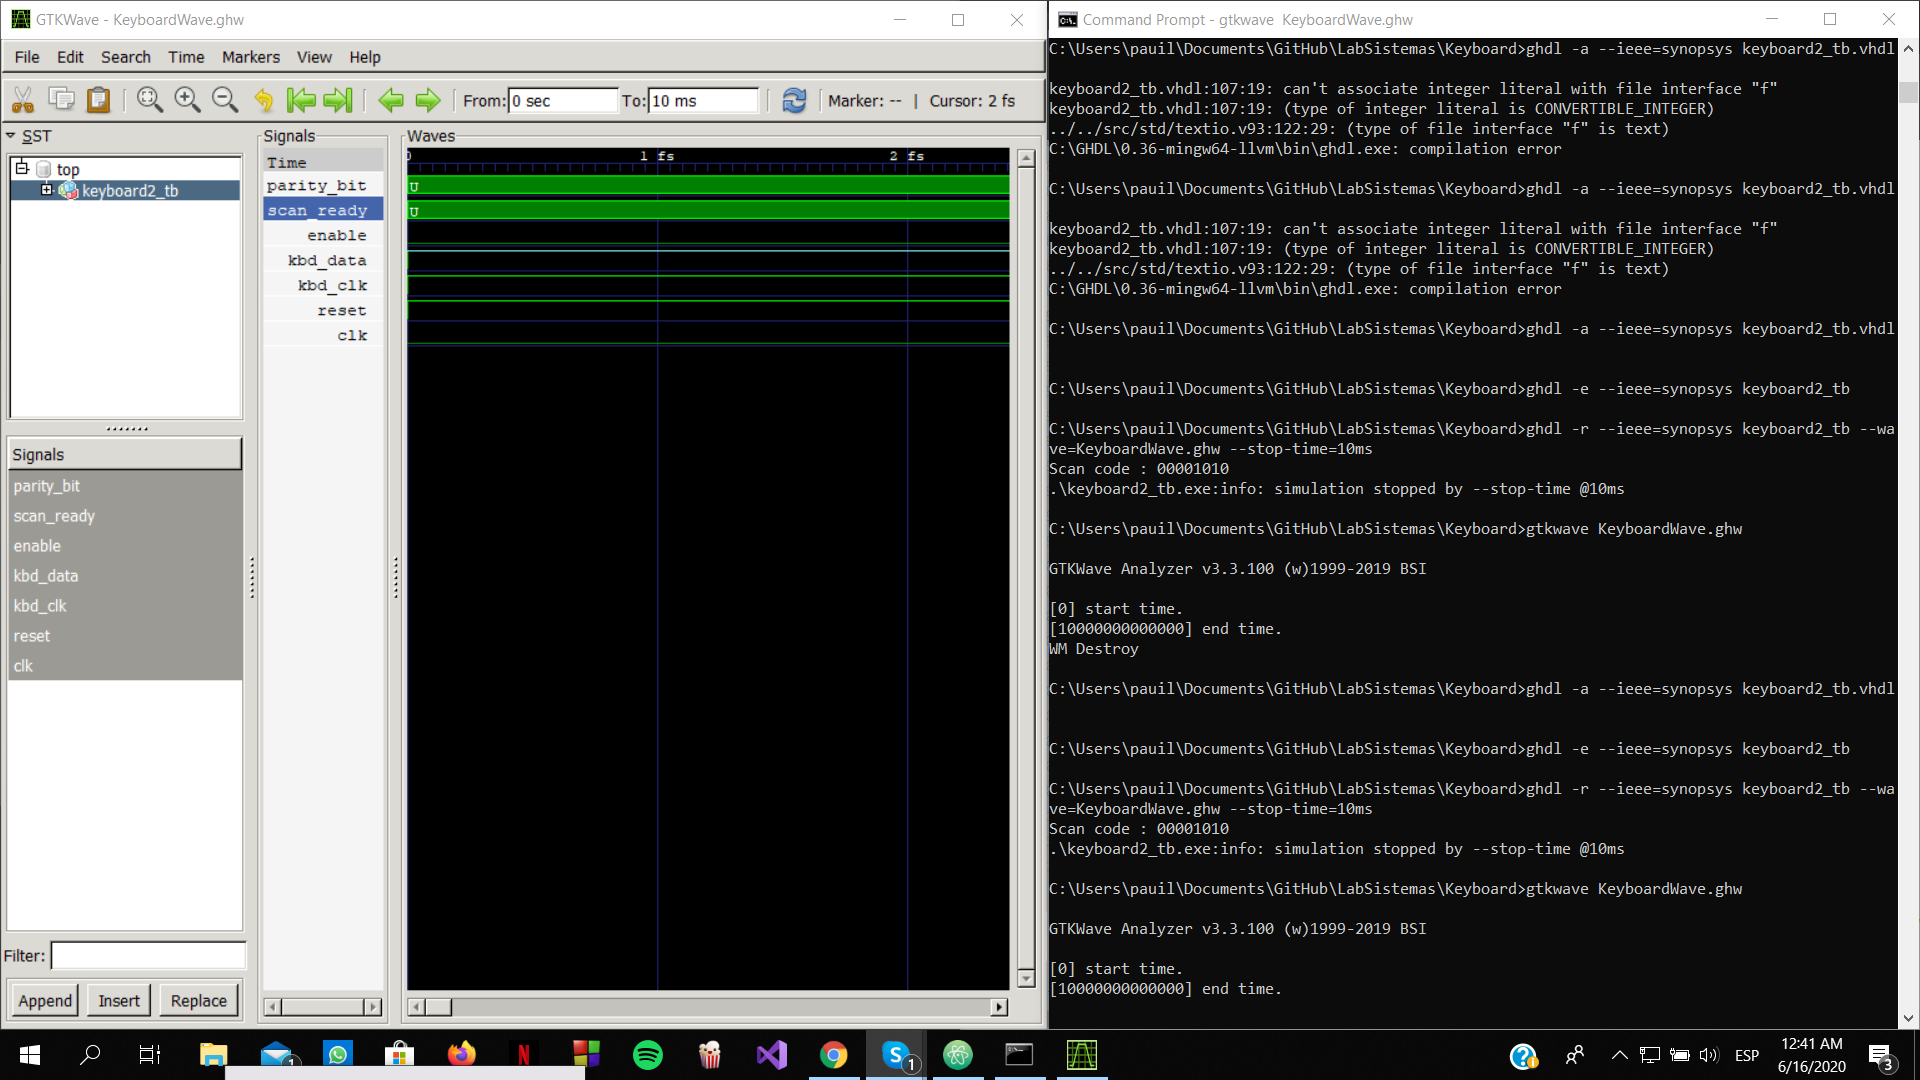 GTKWave - KeyboardWave.ghw
File Edit Search Time Markers View Help
From: 0 sec To: 10 ms Marker: -- | Cursor: 2 fs
SST
top
keyboard2_tb
Signals
parity_bit
scan_ready
enable
kbd_data
kbd_clk
reset
clk
Filter:
Append Insert Replace
Signals
Time
parity_bit
scan_ready
enable
kbd_data
kbd_clk
reset
clk
Waves
0 1 fs 2 fs
U
U
Command Prompt - gtkwave KeyboardWave.ghw
C:\Users\pauil\Documents\GitHub\LabSistemas\Keyboard>ghdl -a --ieee=synopsys keyboard2_tb.vhdl
keyboard2_tb.vhdl:107:19: can't associate integer literal with file interface "f"
keyboard2_tb.vhdl:107:19: (type of integer literal is CONVERTIBLE_INTEGER)
../../src/std/textio.v93:122:29: (type of file interface "f" is text)
C:\GHDL\0.36-mingw64-llvm\bin\ghdl.exe: compilation error
C:\Users\pauil\Documents\GitHub\LabSistemas\Keyboard>ghdl -a --ieee=synopsys keyboard2_tb.vhdl
keyboard2_tb.vhdl:107:19: can't associate integer literal with file interface "f"
keyboard2_tb.vhdl:107:19: (type of integer literal is CONVERTIBLE_INTEGER)
../../src/std/textio.v93:122:29: (type of file interface "f" is text)
C:\GHDL\0.36-mingw64-llvm\bin\ghdl.exe: compilation error
C:\Users\pauil\Documents\GitHub\LabSistemas\Keyboard>ghdl -a --ieee=synopsys keyboard2_tb.vhdl
C:\Users\pauil\Documents\GitHub\LabSistemas\Keyboard>ghdl -e --ieee=synopsys keyboard2_tb
C:\Users\pauil\Documents\GitHub\LabSistemas\Keyboard>ghdl -r --ieee=synopsys keyboard2_tb --wa
ve=KeyboardWave.ghw --stop-time=10ms
Scan code : 00001010
.\keyboard2_tb.exe:info: simulation stopped by --stop-time @10ms
C:\Users\pauil\Documents\GitHub\LabSistemas\Keyboard>gtkwave KeyboardWave.ghw
GTKWave Analyzer v3.3.100 (w)1999-2019 BSI
[0] start time.
[10000000000000] end time.
WM Destroy
C:\Users\pauil\Documents\GitHub\LabSistemas\Keyboard>ghdl -a --ieee=synopsys keyboard2_tb.vhdl
C:\Users\pauil\Documents\GitHub\LabSistemas\Keyboard>ghdl -e --ieee=synopsys keyboard2_tb
C:\Users\pauil\Documents\GitHub\LabSistemas\Keyboard>ghdl -r --ieee=synopsys keyboard2_tb --wa
ve=KeyboardWave.ghw --stop-time=10ms
Scan code : 00001010
.\keyboard2_tb.exe:info: simulation stopped by --stop-time @10ms
C:\Users\pauil\Documents\GitHub\LabSistemas\Keyboard>gtkwave KeyboardWave.ghw
GTKWave Analyzer v3.3.100 (w)1999-2019 BSI
[0] start time.
[10000000000000] end time.
1
N
S
1
ESP
12:41 AM
6/16/2020
3